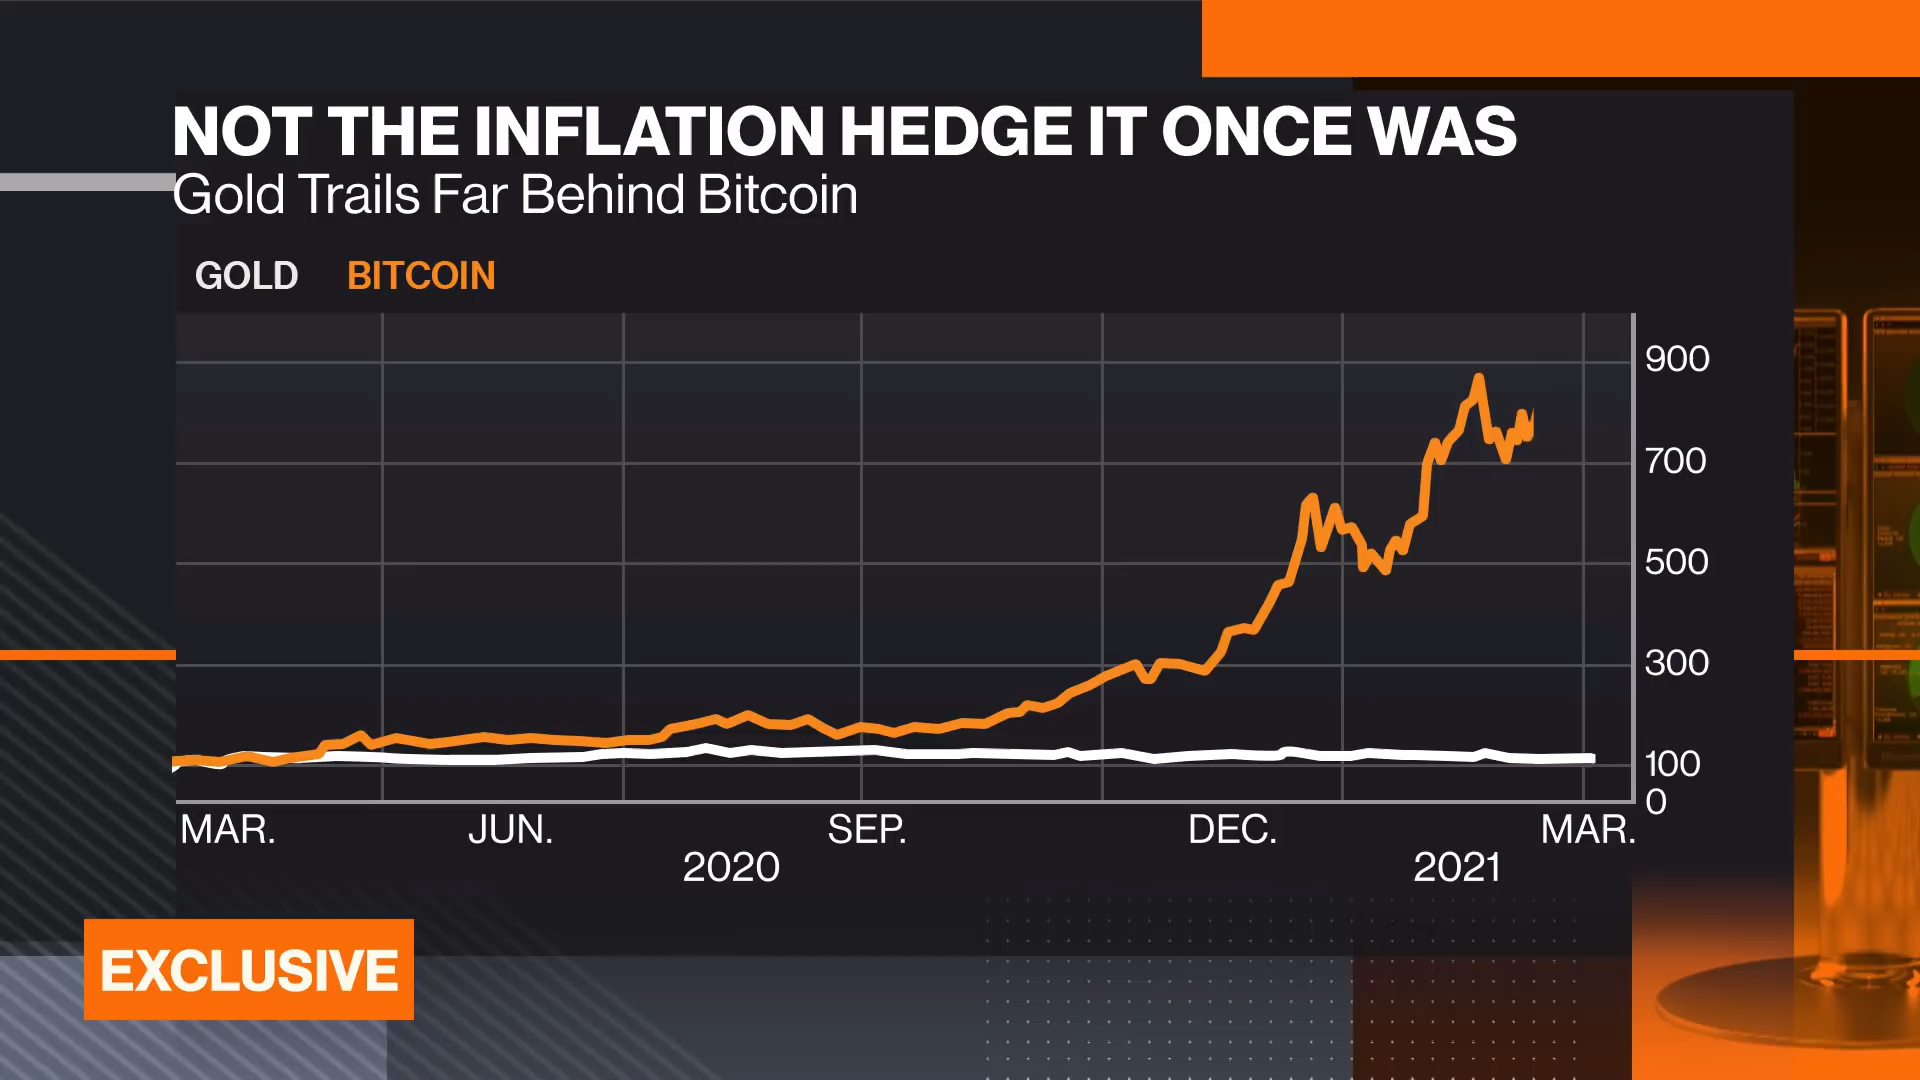 NOT THE INFLATION HEDGE IT ONCE WAS
Gold Trails Far Behind Bitcoin
GOLD BITCOIN
900
700
500
300
100
0
MAR. JUN. SEP. DEC. MAR.
2020 2021
EXCLUSIVE